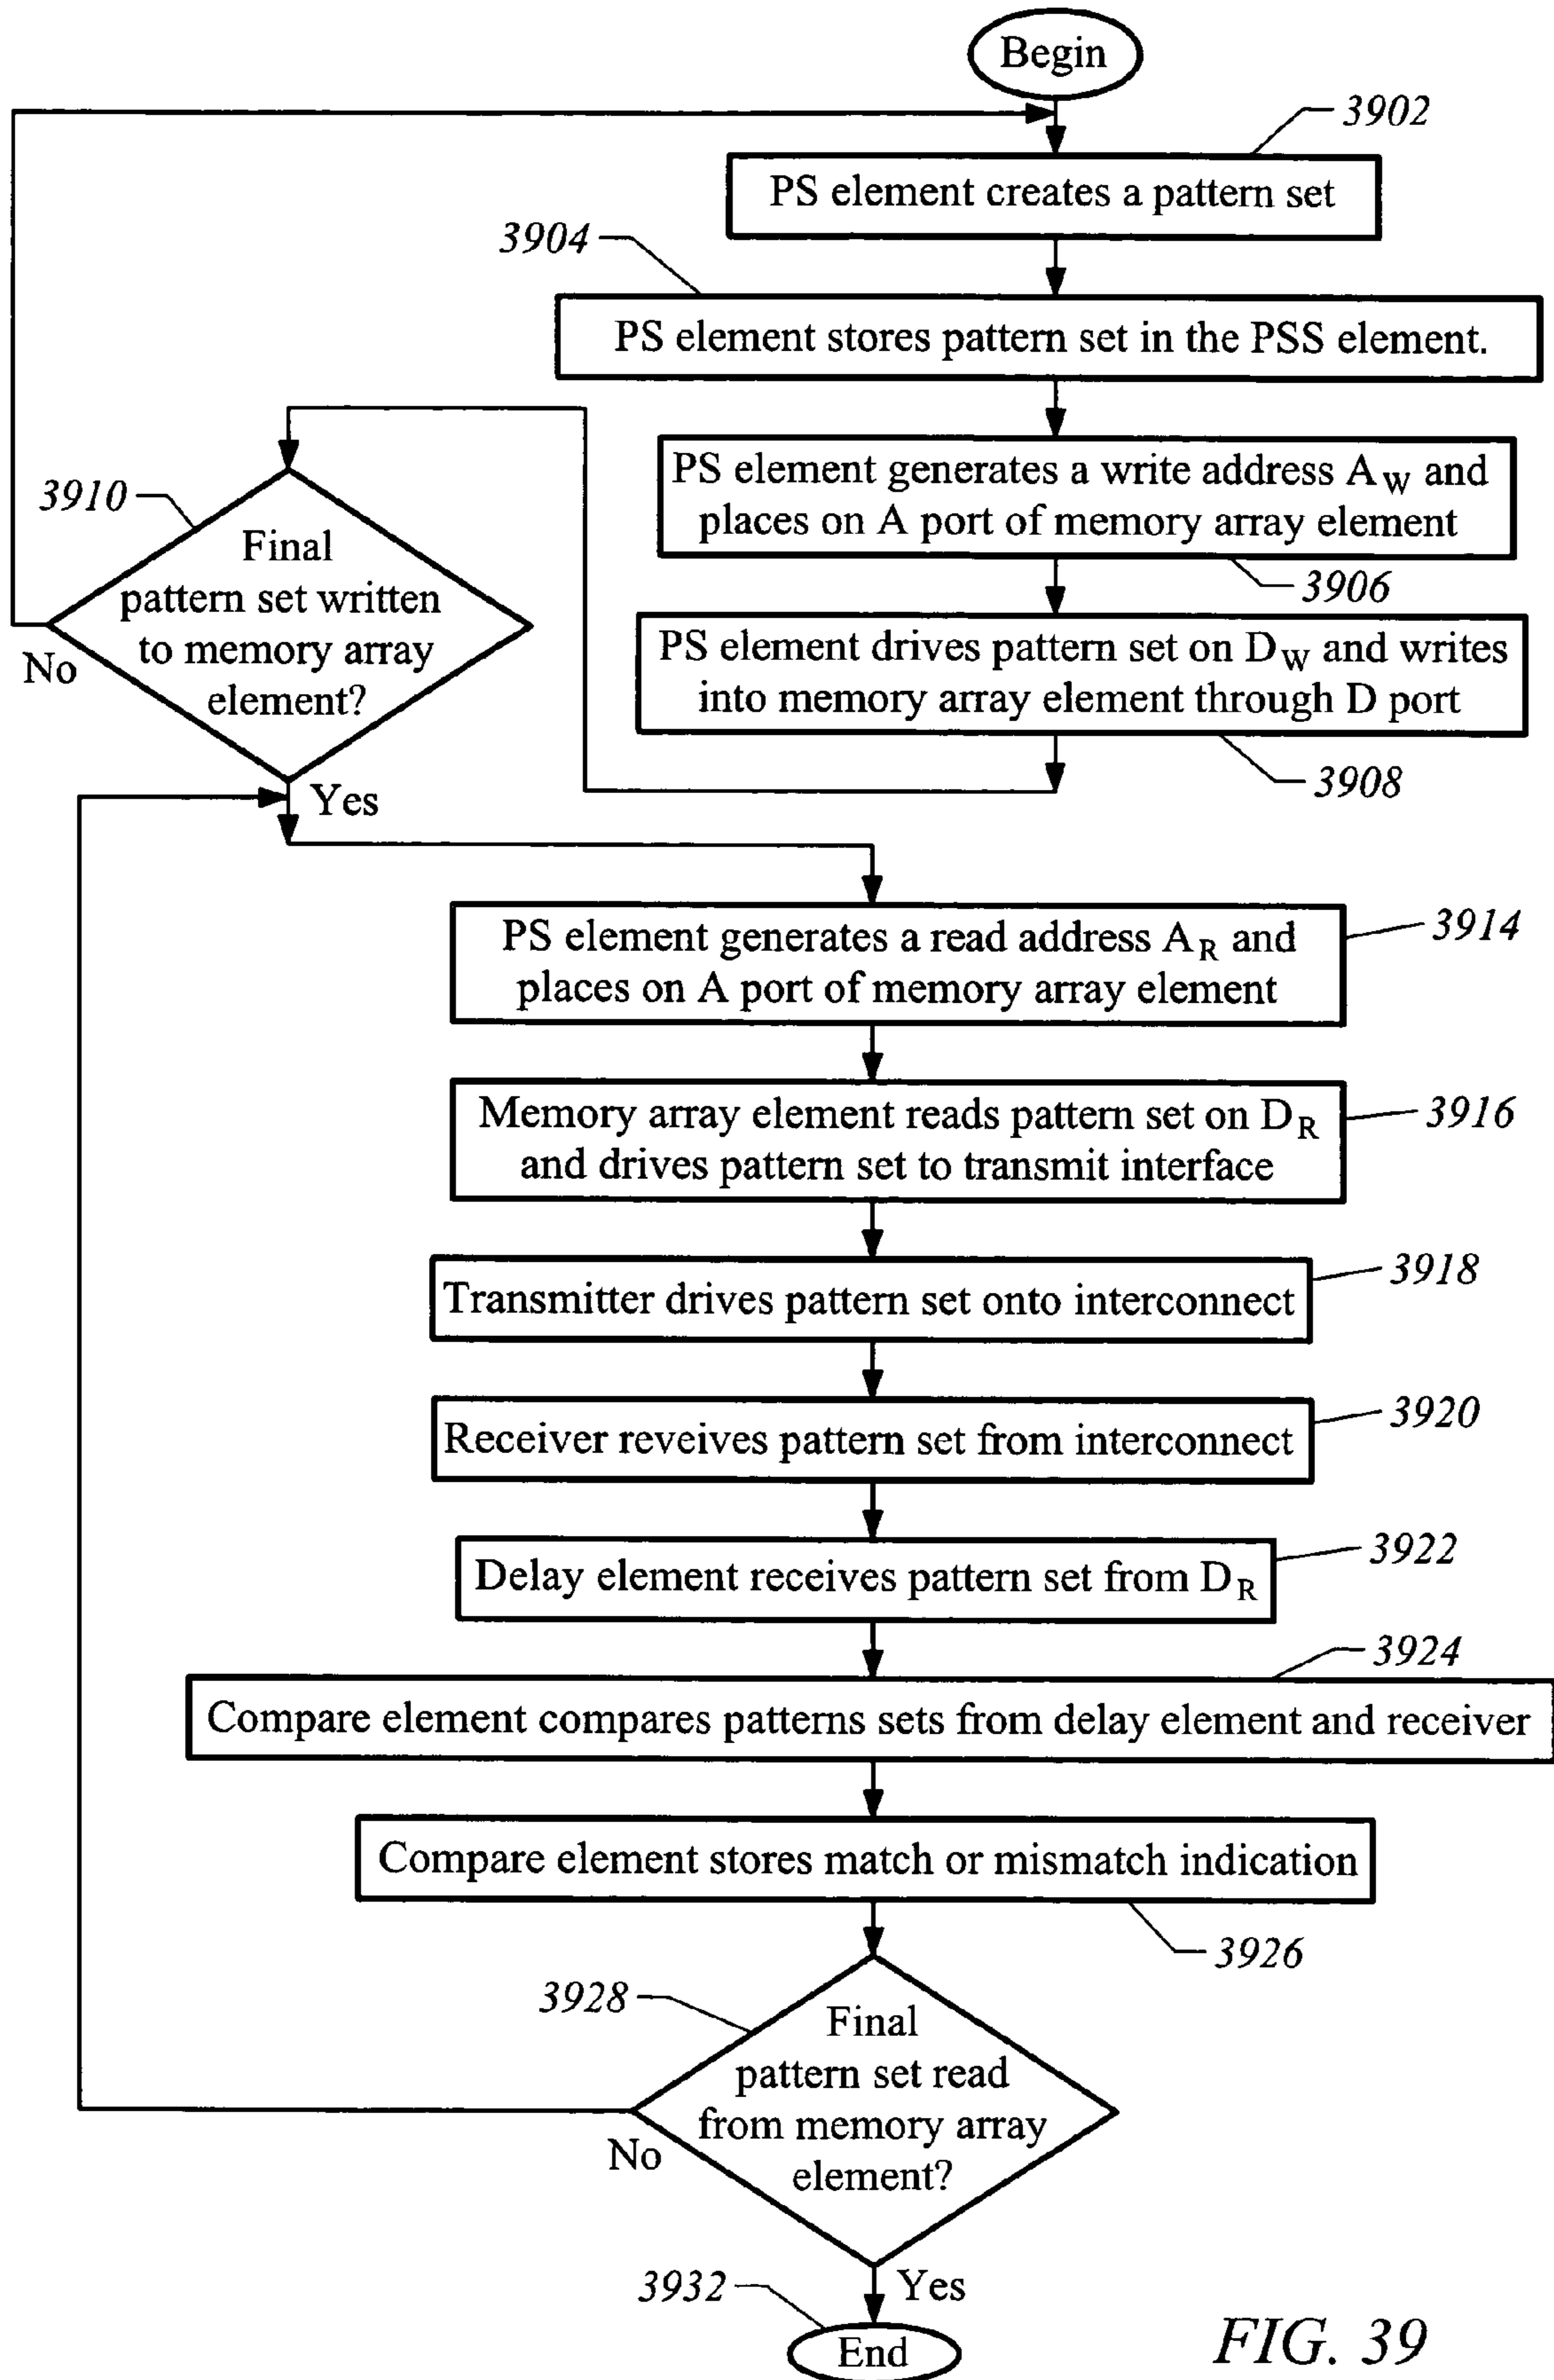 Begin
3902
PS element creates a pattern set
3904
PS element stores pattern set in the PSS element.
PS element generates a write address AW and
places on A port of memory array element
3906
PS element drives pattern set on DW and writes
into memory array element through D port
3908
3910
Final
pattern set written
to memory array
element?
No
Yes
PS element generates a read address AR and
places on A port of memory array element
3914
Memory array element reads pattern set on DR
and drives pattern set to transmit interface
3916
Transmitter drives pattern set onto interconnect
3918
Receiver reveives pattern set from interconnect
3920
Delay element receives pattern set from DR
3922
3924
Compare element compares patterns sets from delay element and receiver
Compare element stores match or mismatch indication
3926
3928
Final
pattern set read
from memory array
element?
No
Yes
3932
End
FIG. 39